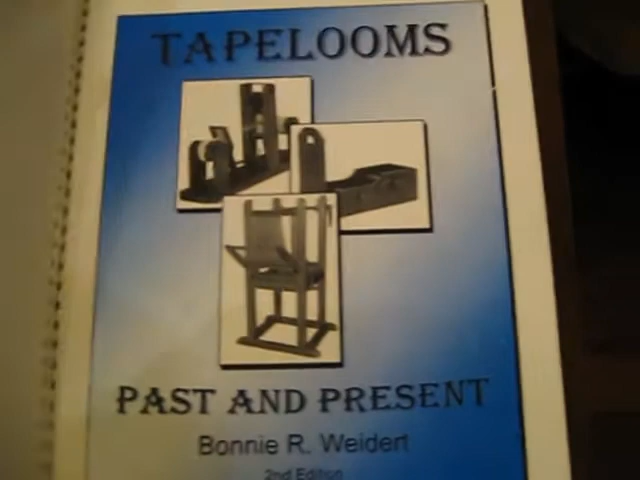 TAPELOOMS
PAST AND PRESENT
Bonnie R. Weidert
2nd Edition